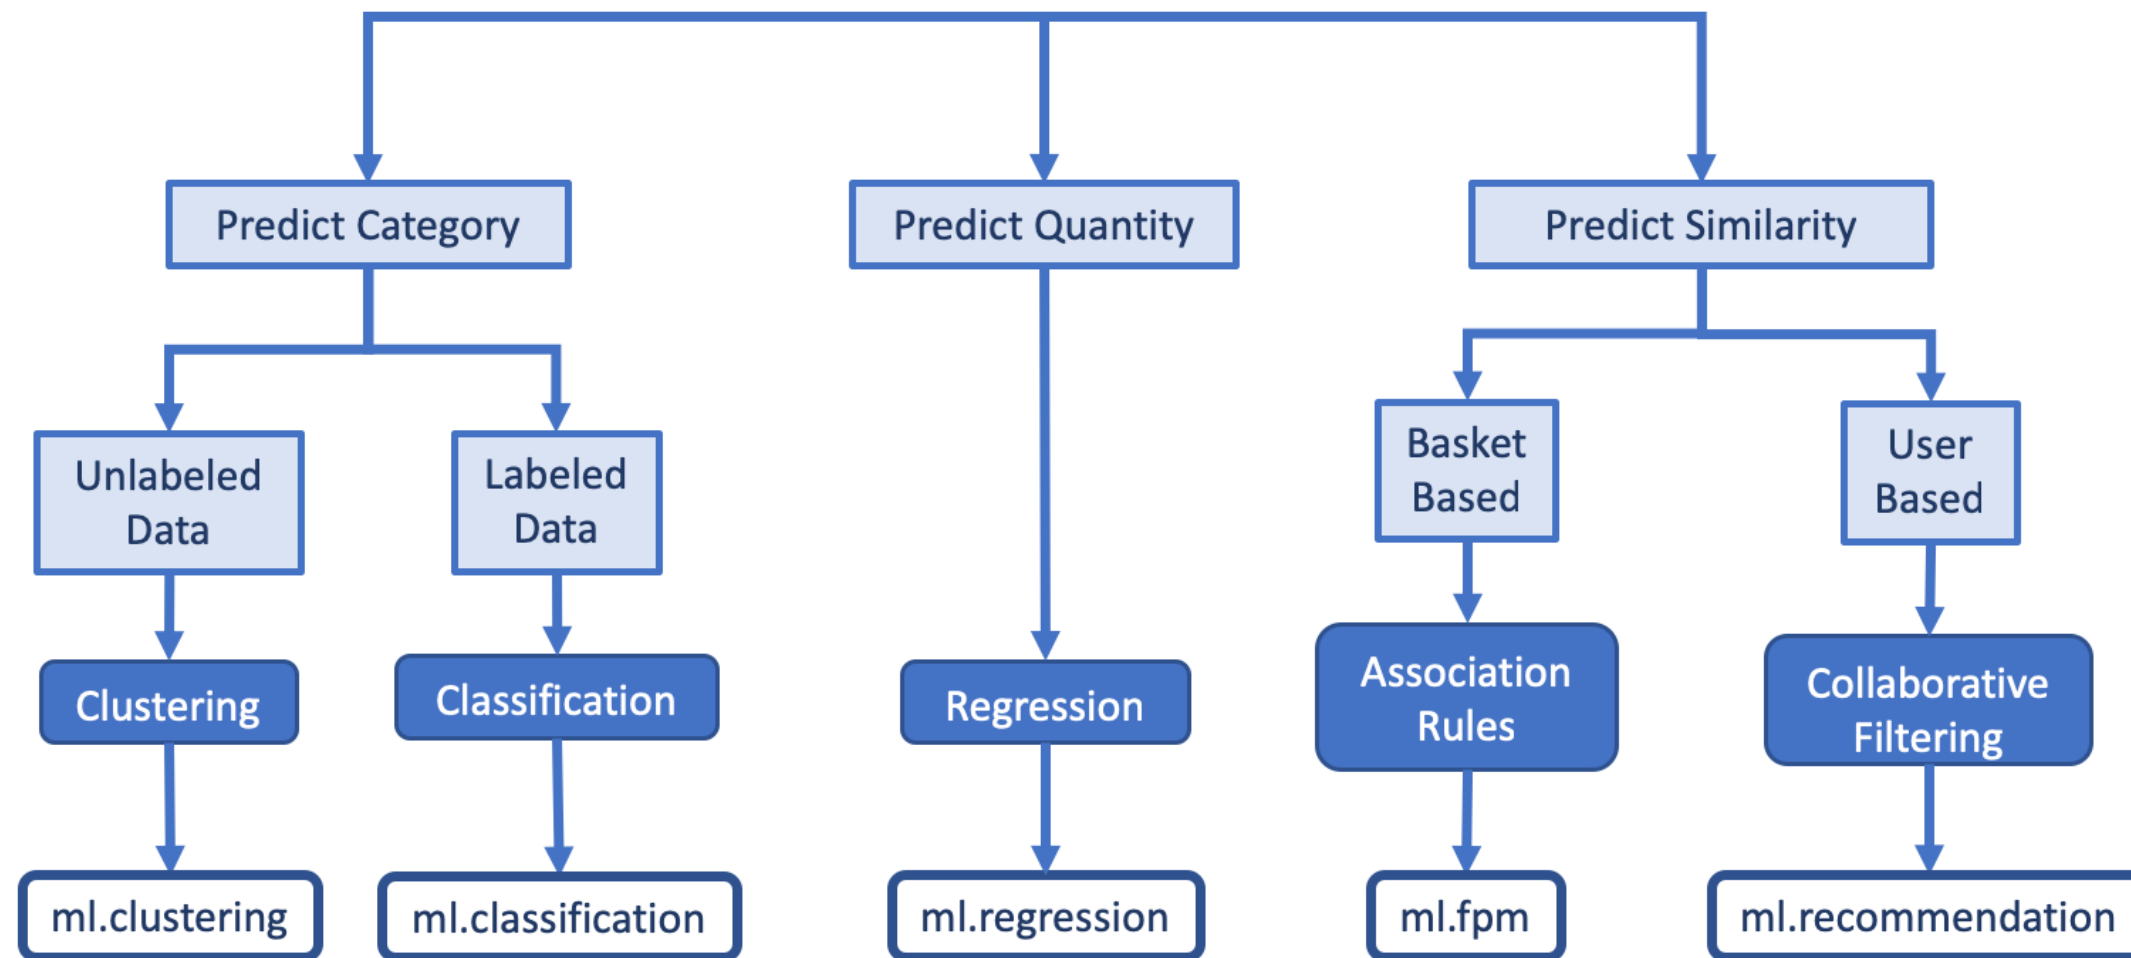 Predict Category
Predict Quantity
Predict Similarity
Unlabeled
Data
Labeled
Data
Basket
Based
User
Based
Clustering
Classification
Regression
Association
Rules
Collaborative
Filtering
ml.clustering
ml.classification
ml.regression
ml.fpm
ml.recommendation